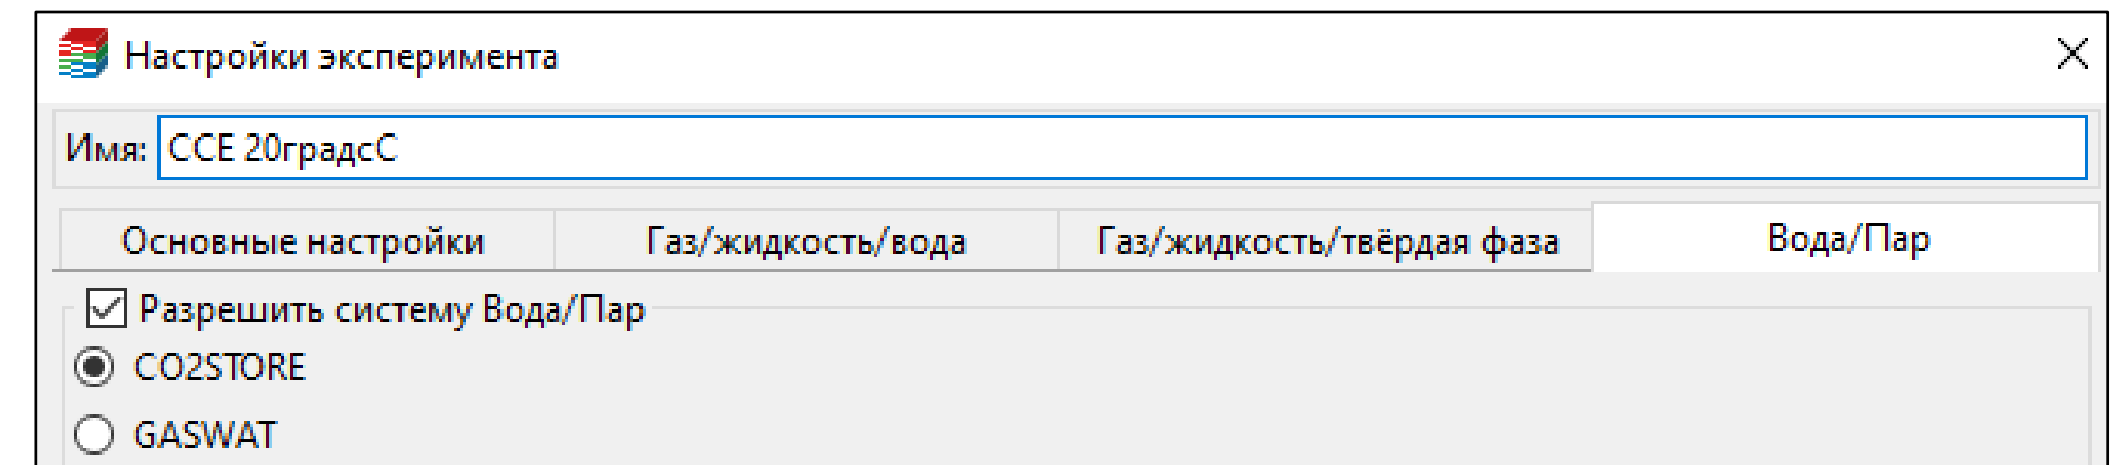 Настройки эксперимента
Имя: CCE 20градсС
Основные настройки Газ/жидкость/вода Газ/жидкость/твёрдая фаза Вода/Пар
Разрешить систему Вода/Пар
CO2STORE
GASWAT